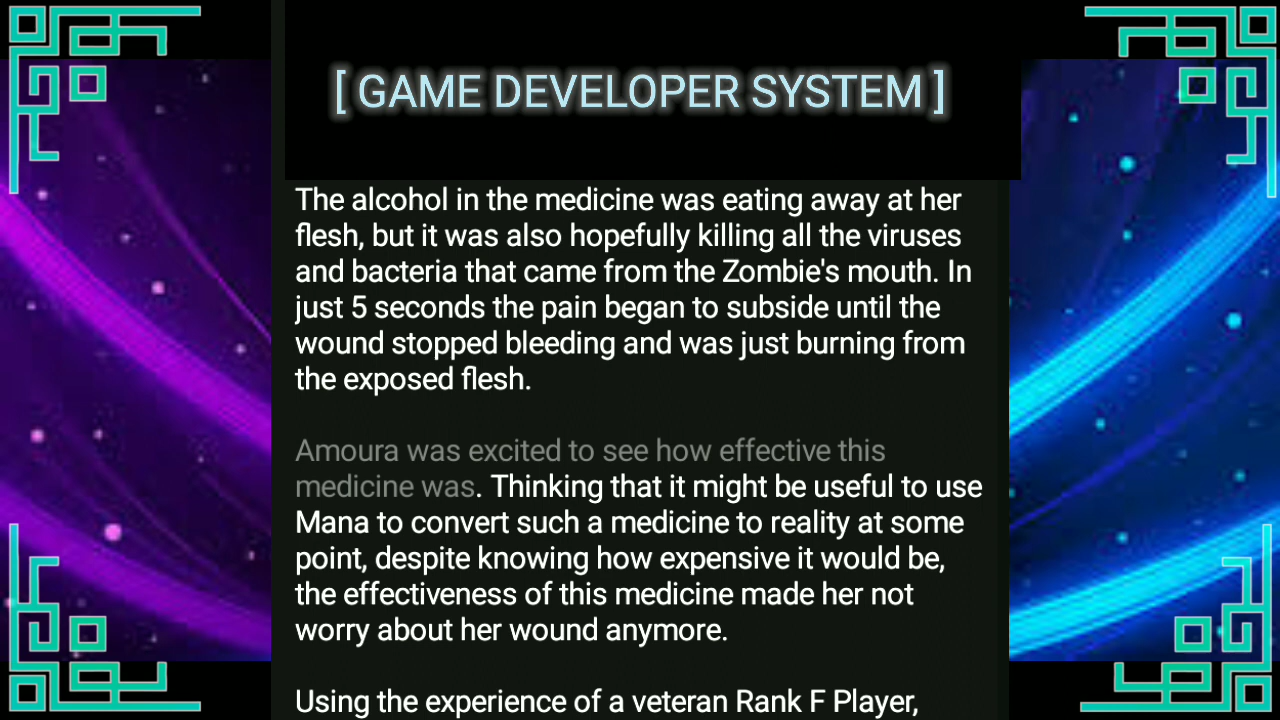 [ GAME DEVELOPER SYSTEM ]
The alcohol in the medicine was eating away at her
flesh, but it was also hopefully killing all the viruses
and bacteria that came from the Zombie's mouth. In
just 5 seconds the pain began to subside until the
wound stopped bleeding and was just burning from
the exposed flesh.
Amoura was excited to see how effective this
medicine was. Thinking that it might be useful to use
Mana to convert such a medicine to reality at some
point, despite knowing how expensive it would be,
the effectiveness of this medicine made her not
worry about her wound anymore.
Using the experience of a veteran Rank F Player,